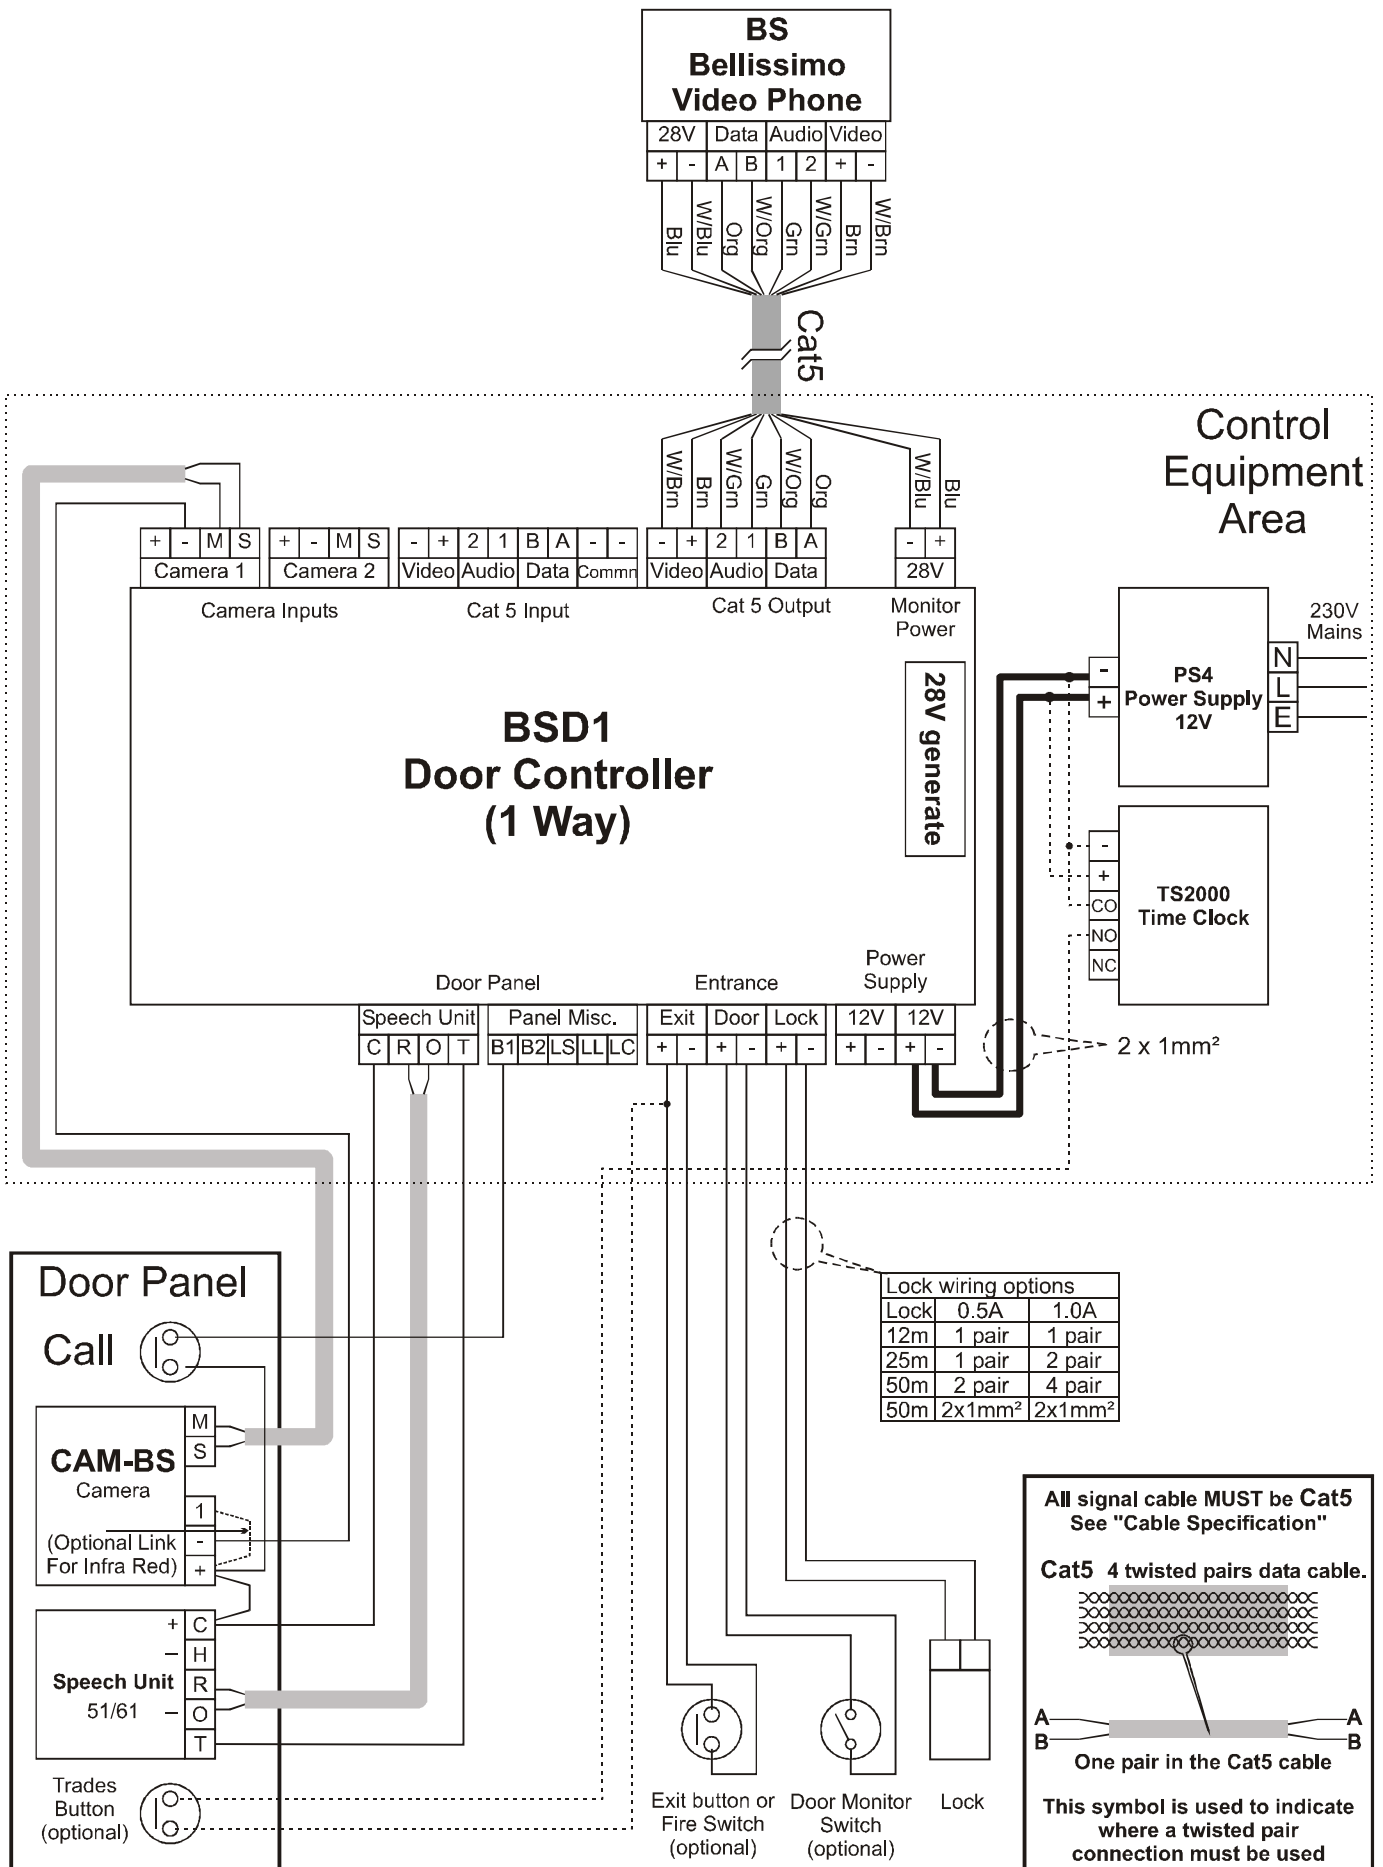 BS
Bellissimo
Video Phone
28V Data Audio Video
+ - A B 1 2 + -
Blu W/Blu Org W/Org Grn W/Grn Brn W/Brn
Cat5
Control
Equipment
Area
W/Brn Brn W/Grn Grn W/Org Org W/Blu Blu
+ - M S + - M S - + 2 1 B A - - - + 2 1 B A - +
Camera 1 Camera 2 Video Audio Data Commn Video Audio Data 28V
Camera Inputs Cat 5 Input Cat 5 Output Monitor
Power
230V
Mains
28V generate
- +
PS4
Power Supply
12V
N
L
E
BSD1
Door Controller
(1 Way)
-
+
CO
NO
NC
TS2000
Time Clock
Door Panel Entrance Power
Supply
Speech Unit Panel Misc. Exit Door Lock 12V 12V
C R O T B1 B2 LS LL LC + - + - + - + - + -
2 x 1mm²
Door Panel
Call
Lock wiring options
Lock 0.5A 1.0A
12m 1 pair 1 pair
25m 1 pair 2 pair
50m 2 pair 4 pair
50m 2x1mm² 2x1mm²
CAM-BS
Camera
(Optional Link
For Infra Red)
M
S
1
-
+
Speech Unit
51/61
+ C
– H
R
– O
T
Trades
Button
(optional)
Exit button or
Fire Switch
(optional)
Door Monitor
Switch
(optional)
Lock
All signal cable MUST be Cat5
See "Cable Specification"
Cat5 4 twisted pairs data cable.
A A
B B
One pair in the Cat5 cable
This symbol is used to indicate
where a twisted pair
connection must be used